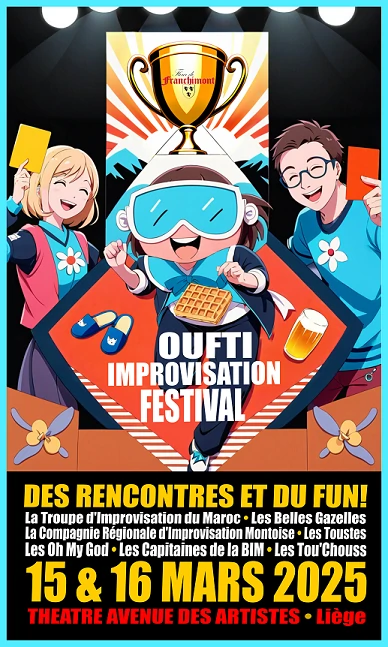 Fleur de
Franchimont
OUFTI
IMPROVISATION
FESTIVAL
DES RENCONTRES ET DU FUN!
La Troupe d'Improvisation du Maroc • Les Belles Gazelles
La Compagnie Régionale d'Improvisation Montoise • Les Toustes
Les Oh My God • Les Capitaines de la BIM • Les Tou'Chouss
15 & 16 MARS 2025
THEATRE AVENUE DES ARTISTES • Liège